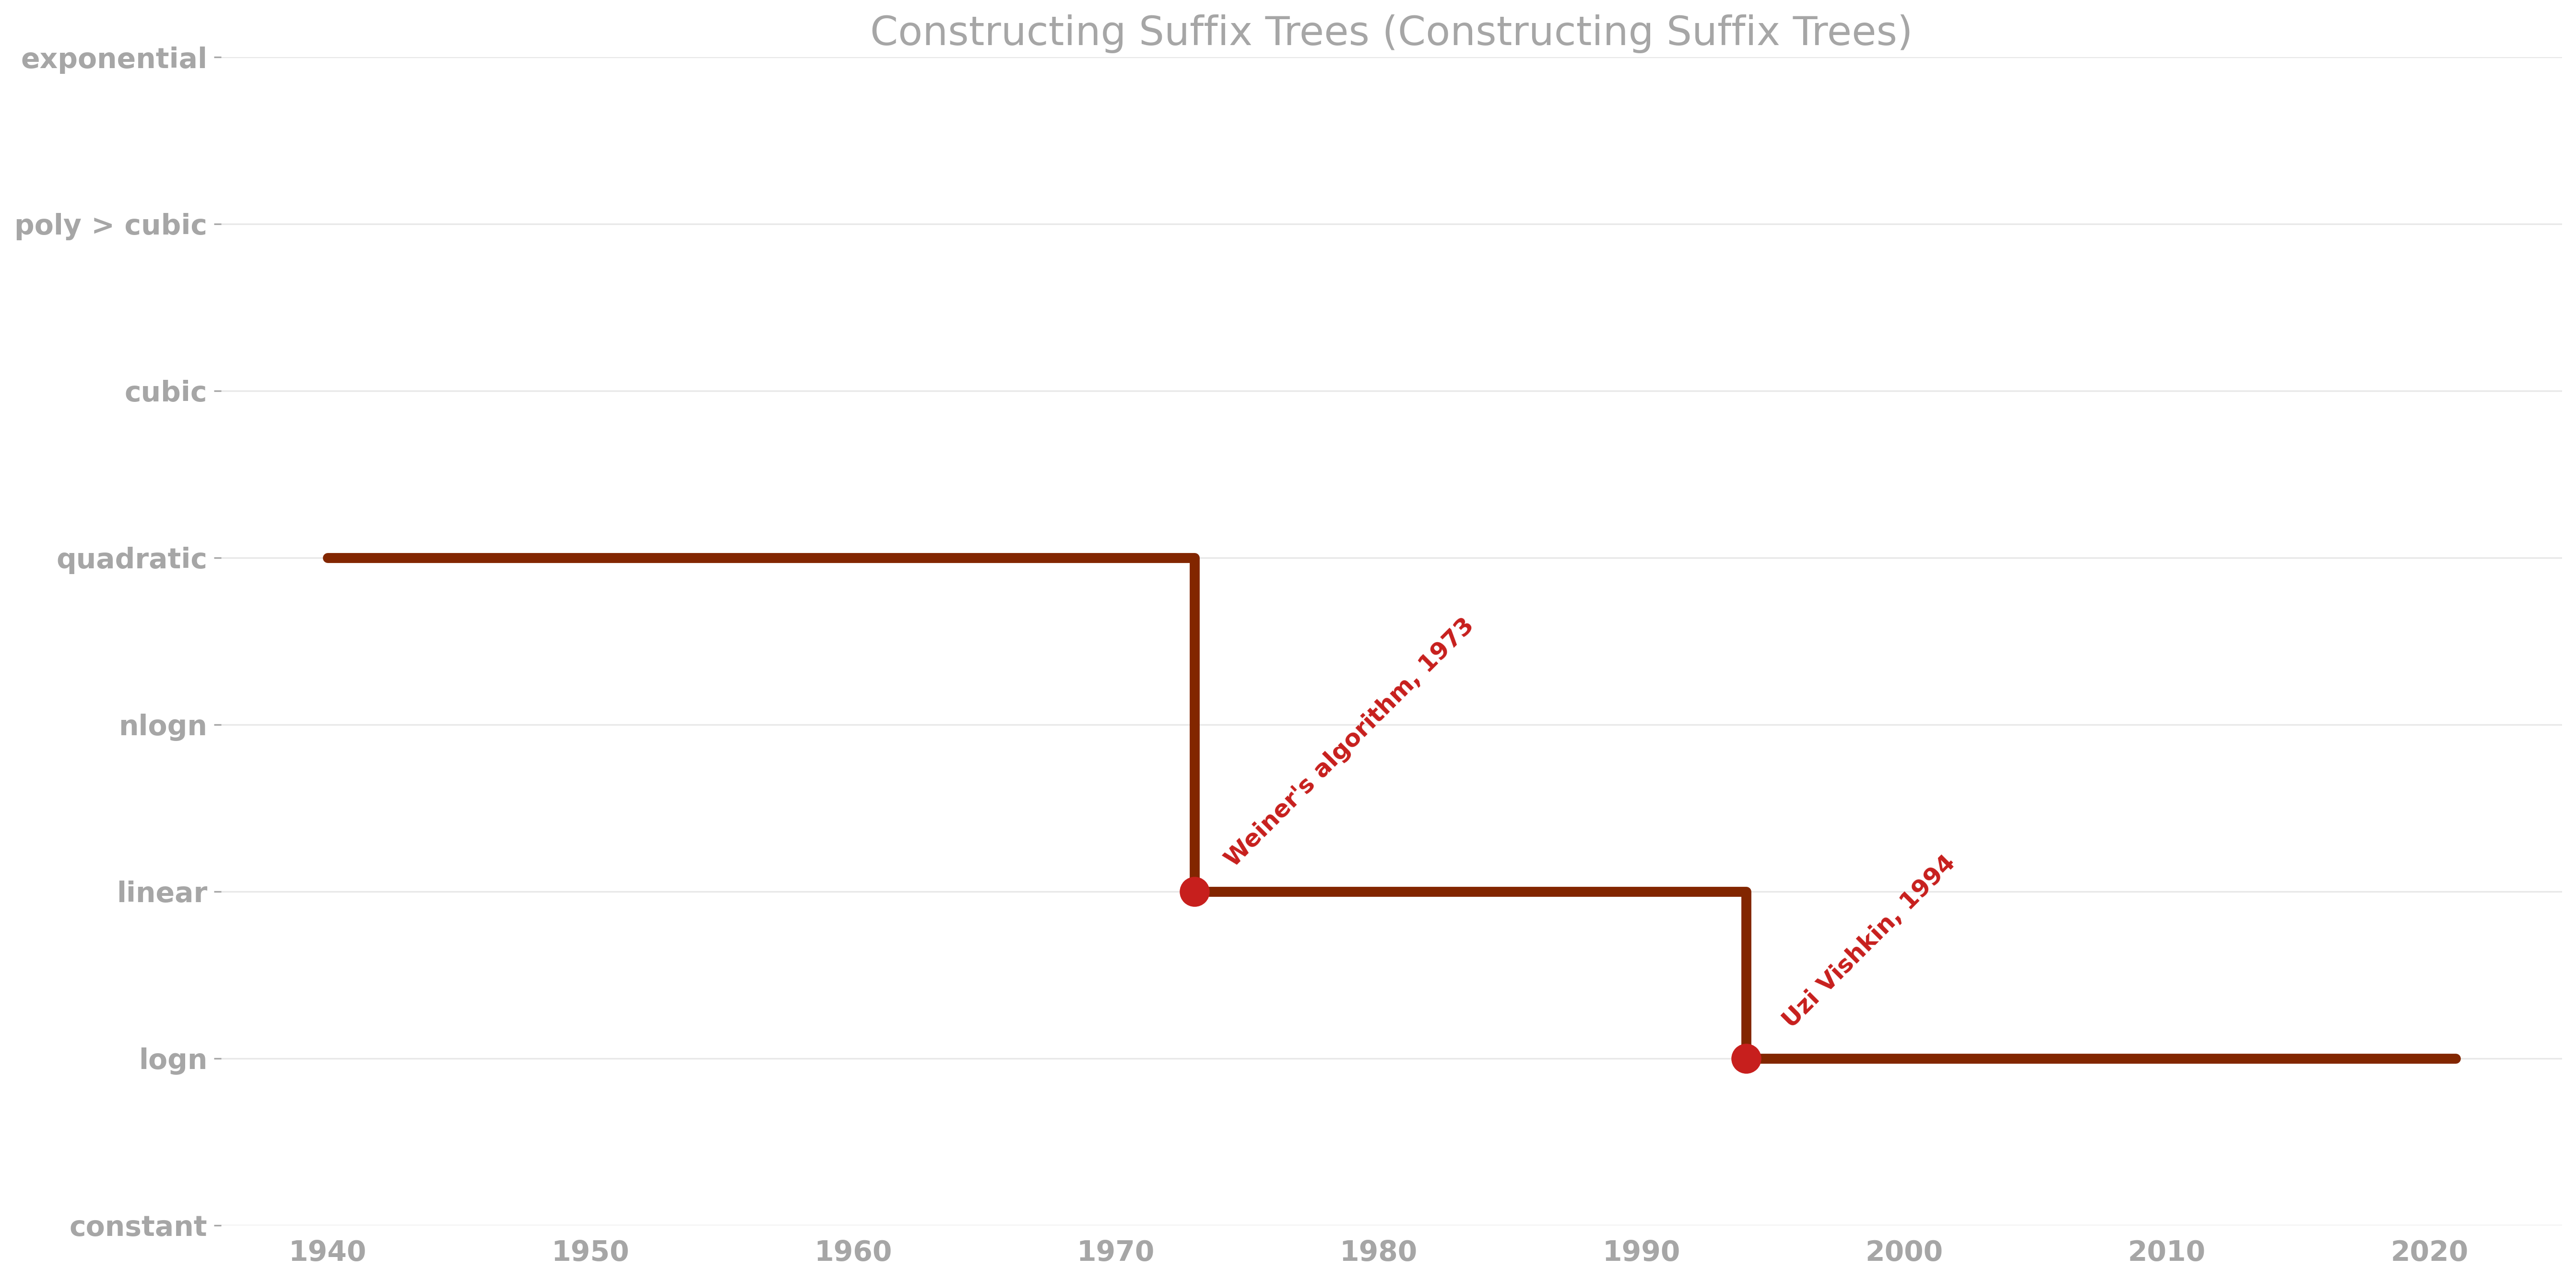 Constructing Suffix Trees (Constructing Suffix Trees)
exponential
poly > cubic
cubic
quadratic
nlogn
linear
logn
constant
Weiner's algorithm, 1973
Uzi Vishkin, 1994
1940 1950 1960 1970 1980 1990 2000 2010 2020